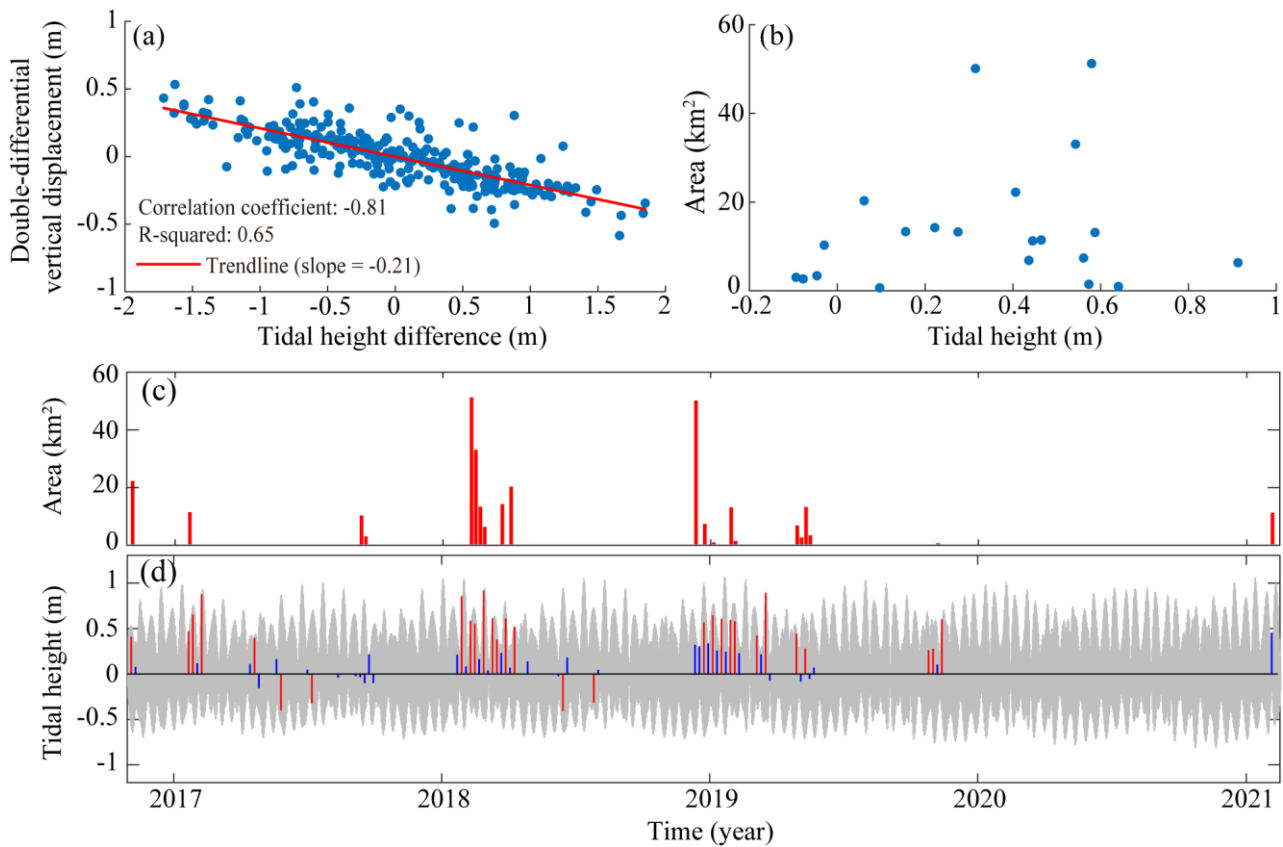 (a)
Double-differential
vertical displacement (m)
1
0.5
0
-0.5
-1
Correlation coefficient: -0.81
R-squared: 0.65
Trendline (slope = -0.21)
-2 -1.5 -1 -0.5 0 0.5 1 1.5 2
Tidal height difference (m)
(b)
Area (km²)
60
40
20
0
-0.2 0 0.2 0.4 0.6 0.8 1
Tidal height (m)
(c)
Area (km²)
60
40
20
0
(d)
Tidal height (m)
1
0.5
0
-0.5
-1
2017 2018 2019 2020 2021
Time (year)